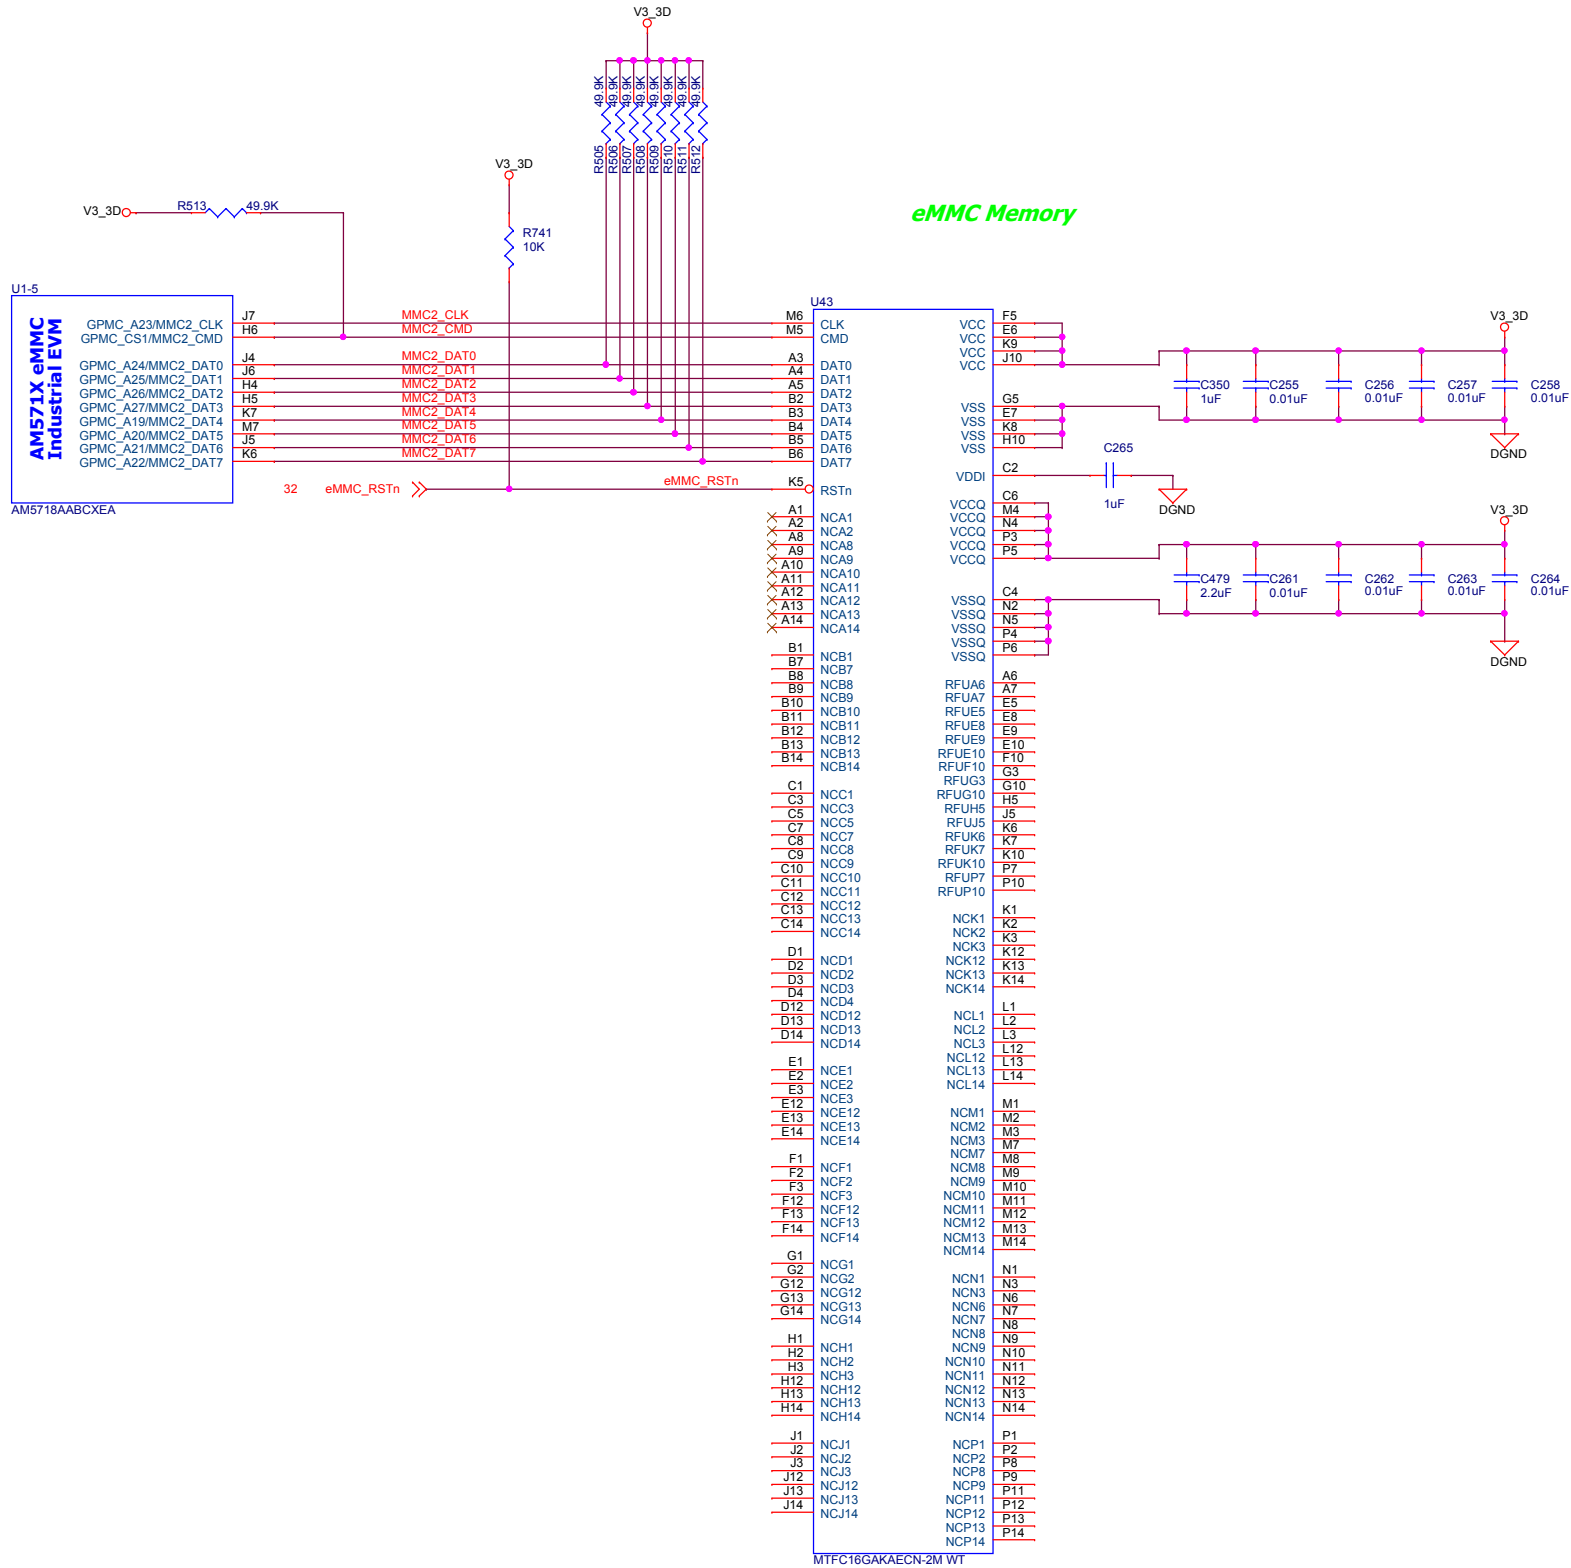 V3_3D
49.9K
49.9K
49.9K
49.9K
49.9K
49.9K
49.9K
49.9K
R505
R506
R507
R508
R509
R510
R511
R512
V3_3D
V3_3D
R513
49.9K
R741
10K
eMMC Memory
U1-5
AM571X eMMC
Industrial EVM
GPMC_A23/MMC2_CLK
GPMC_CS1/MMC2_CMD
GPMC_A24/MMC2_DAT0
GPMC_A25/MMC2_DAT1
GPMC_A26/MMC2_DAT2
GPMC_A27/MMC2_DAT3
GPMC_A19/MMC2_DAT4
GPMC_A20/MMC2_DAT5
GPMC_A21/MMC2_DAT6
GPMC_A22/MMC2_DAT7
J7
H6
J4
J6
H4
H5
K7
M7
J5
K6
AM5718AABCXEA
MMC2_CLK
MMC2_CMD
MMC2_DAT0
MMC2_DAT1
MMC2_DAT2
MMC2_DAT3
MMC2_DAT4
MMC2_DAT5
MMC2_DAT6
MMC2_DAT7
32 eMMC_RSTn
eMMC_RSTn
U43
M6 CLK
M5 CMD
A3 DAT0
A4 DAT1
A5 DAT2
B2 DAT3
B3 DAT4
B4 DAT5
B5 DAT6
B6 DAT7
K5 RSTn
A1 NCA1
A2 NCA2
A8 NCA8
A9 NCA9
A10 NCA10
A11 NCA11
A12 NCA12
A13 NCA13
A14 NCA14
B1 NCB1
B7 NCB7
B8 NCB8
B9 NCB9
B10 NCB10
B11 NCB11
B12 NCB12
B13 NCB13
B14 NCB14
C1 NCC1
C3 NCC3
C5 NCC5
C7 NCC7
C8 NCC8
C9 NCC9
C10 NCC10
C11 NCC11
C12 NCC12
C13 NCC13
C14 NCC14
D1 NCD1
D2 NCD2
D3 NCD3
D4 NCD4
D12 NCD12
D13 NCD13
D14 NCD14
E1 NCE1
E2 NCE2
E3 NCE3
E12 NCE12
E13 NCE13
E14 NCE14
F1 NCF1
F2 NCF2
F3 NCF3
F12 NCF12
F13 NCF13
F14 NCF14
G1 NCG1
G2 NCG2
G12 NCG12
G13 NCG13
G14 NCG14
H1 NCH1
H2 NCH2
H3 NCH3
H12 NCH12
H13 NCH13
H14 NCH14
J1 NCJ1
J2 NCJ2
J3 NCJ3
J12 NCJ12
J13 NCJ13
J14 NCJ14
VCC F5
VCC E6
VCC K9
VCC J10
VSS G5
VSS E7
VSS K8
VSS H10
VDDI C2
VCCQ C6
VCCQ M4
VCCQ N4
VCCQ P3
VCCQ P5
VSSQ C4
VSSQ N2
VSSQ N5
VSSQ P4
VSSQ P6
RFUA6 A6
RFUA7 A7
RFUE5 E5
RFUE8 E8
RFUE9 E9
RFUE10 E10
RFUF10 F10
RFUG3 G3
RFUG10 G10
RFUH5 H5
RFUJ5 J5
RFUK6 K6
RFUK7 K7
RFUK10 K10
RFUP7 P7
RFUP10 P10
NCK1 K1
NCK2 K2
NCK3 K3
NCK12 K12
NCK13 K13
NCK14 K14
NCL1 L1
NCL2 L2
NCL3 L3
NCL12 L12
NCL13 L13
NCL14 L14
NCM1 M1
NCM2 M2
NCM3 M3
NCM7 M7
NCM8 M8
NCM9 M9
NCM10 M10
NCM11 M11
NCM12 M12
NCM13 M13
NCM14 M14
NCN1 N1
NCN3 N3
NCN6 N6
NCN7 N7
NCN8 N8
NCN9 N9
NCN10 N10
NCN11 N11
NCN12 N12
NCN13 N13
NCN14 N14
NCP1 P1
NCP2 P2
NCP8 P8
NCP9 P9
NCP11 P11
NCP12 P12
NCP13 P13
NCP14 P14
MTFC16GAKAECN-2M WT
V3_3D
C350
1uF
C255
0.01uF
C256
0.01uF
C257
0.01uF
C258
0.01uF
DGND
C265
1uF
DGND
V3_3D
C479
2.2uF
C261
0.01uF
C262
0.01uF
C263
0.01uF
C264
0.01uF
DGND